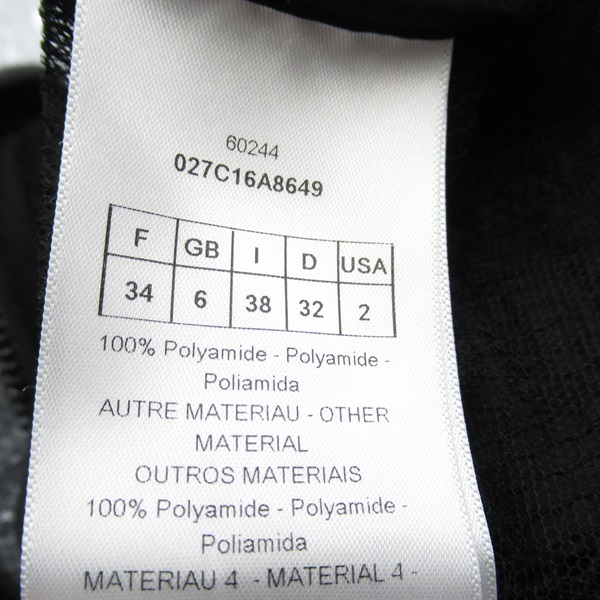 60244
027C16A8649
F GB I D USA
34 6 38 32 2
100% Polyamide - Polyamide -
Poliamida
AUTRE MATERIAU - OTHER
MATERIAL
OUTROS MATERIAIS
100% Polyamide - Polyamide -
Poliamida
MATERIAU 4 - MATERIAL 4 -